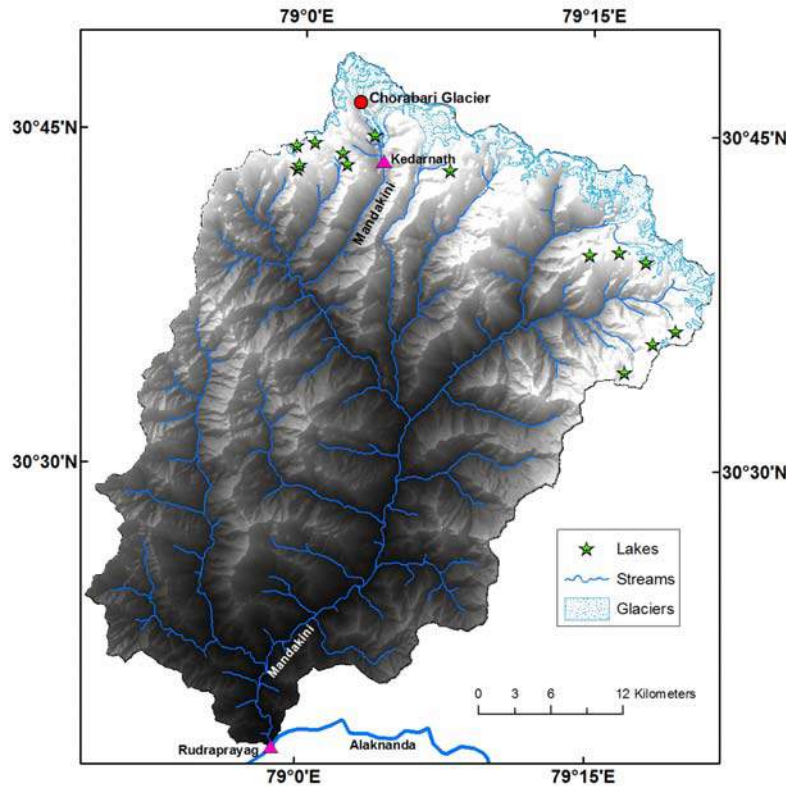 79°0'E
79°15'E
Chorabari Glacier
30°45'N
30°45'N
Kedarnath
Mandakini
30°30'N
30°30'N
Lakes
Streams
Glaciers
Mandakini
0 3 6 12 Kilometers
Rudraprayag
Alaknanda
79°0'E
79°15'E